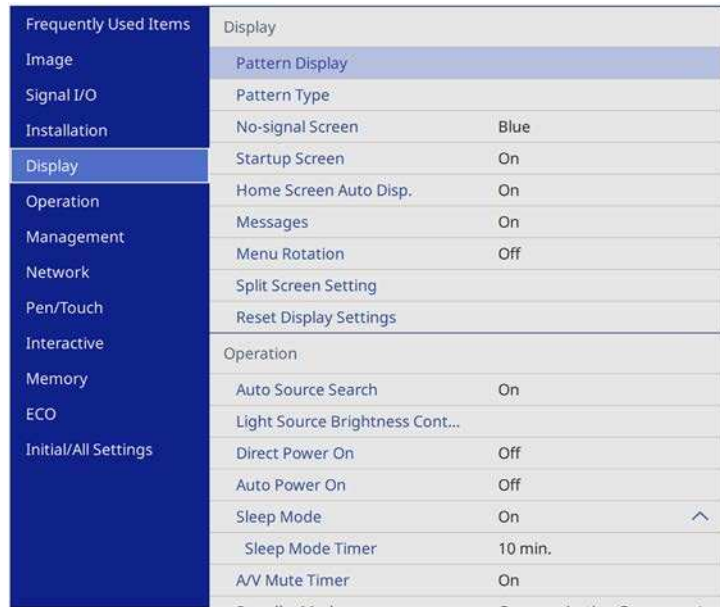 Frequently Used Items
Image
Signal I/O
Installation
Display
Operation
Management
Network
Pen/Touch
Interactive
Memory
ECO
Initial/All Settings
Display
Pattern Display
Pattern Type
No-signal Screen Blue
Startup Screen On
Home Screen Auto Disp. On
Messages On
Menu Rotation Off
Split Screen Setting
Reset Display Settings
Operation
Auto Source Search On
Light Source Brightness Cont...
Direct Power On Off
Auto Power On Off
Sleep Mode On
Sleep Mode Timer 10 min.
A/V Mute Timer On